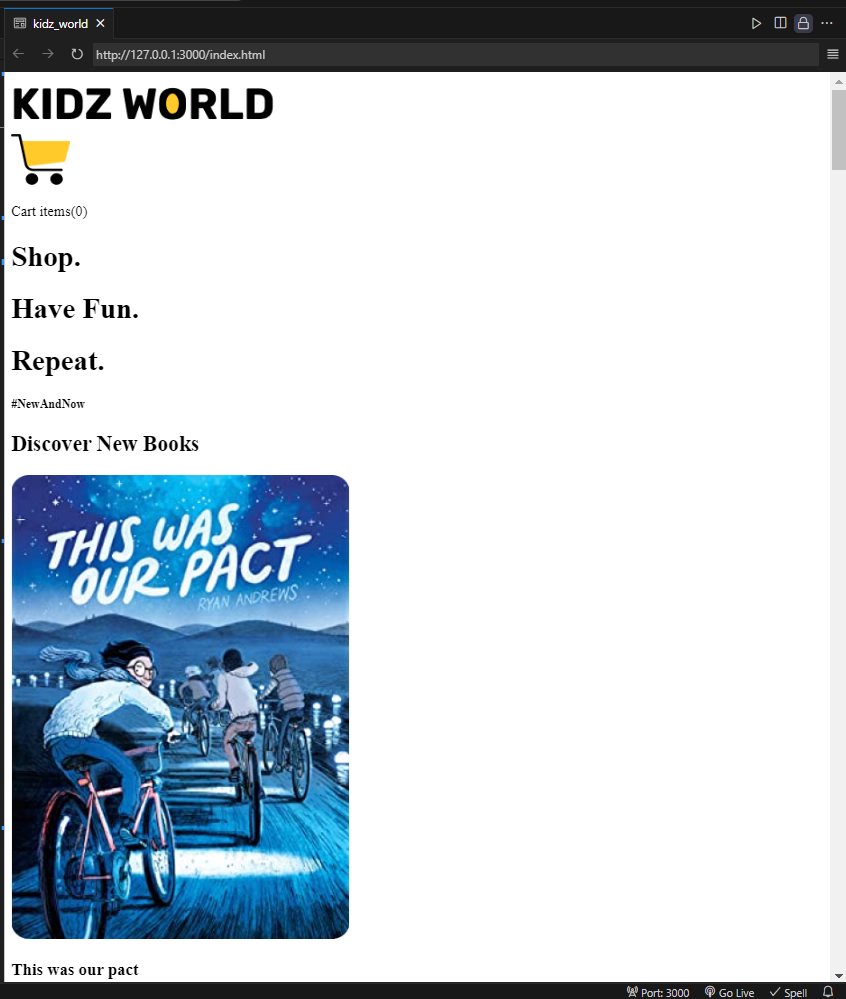 kidz_world
http://127.0.0.1:3000/index.html
KIDZ WORLD
Cart items(0)
Shop.
Have Fun.
Repeat.
#NewAndNow
Discover New Books
THIS WAS
OUR PACT
RYAN ANDREWS
This was our pact
Port: 3000 Go Live Spell